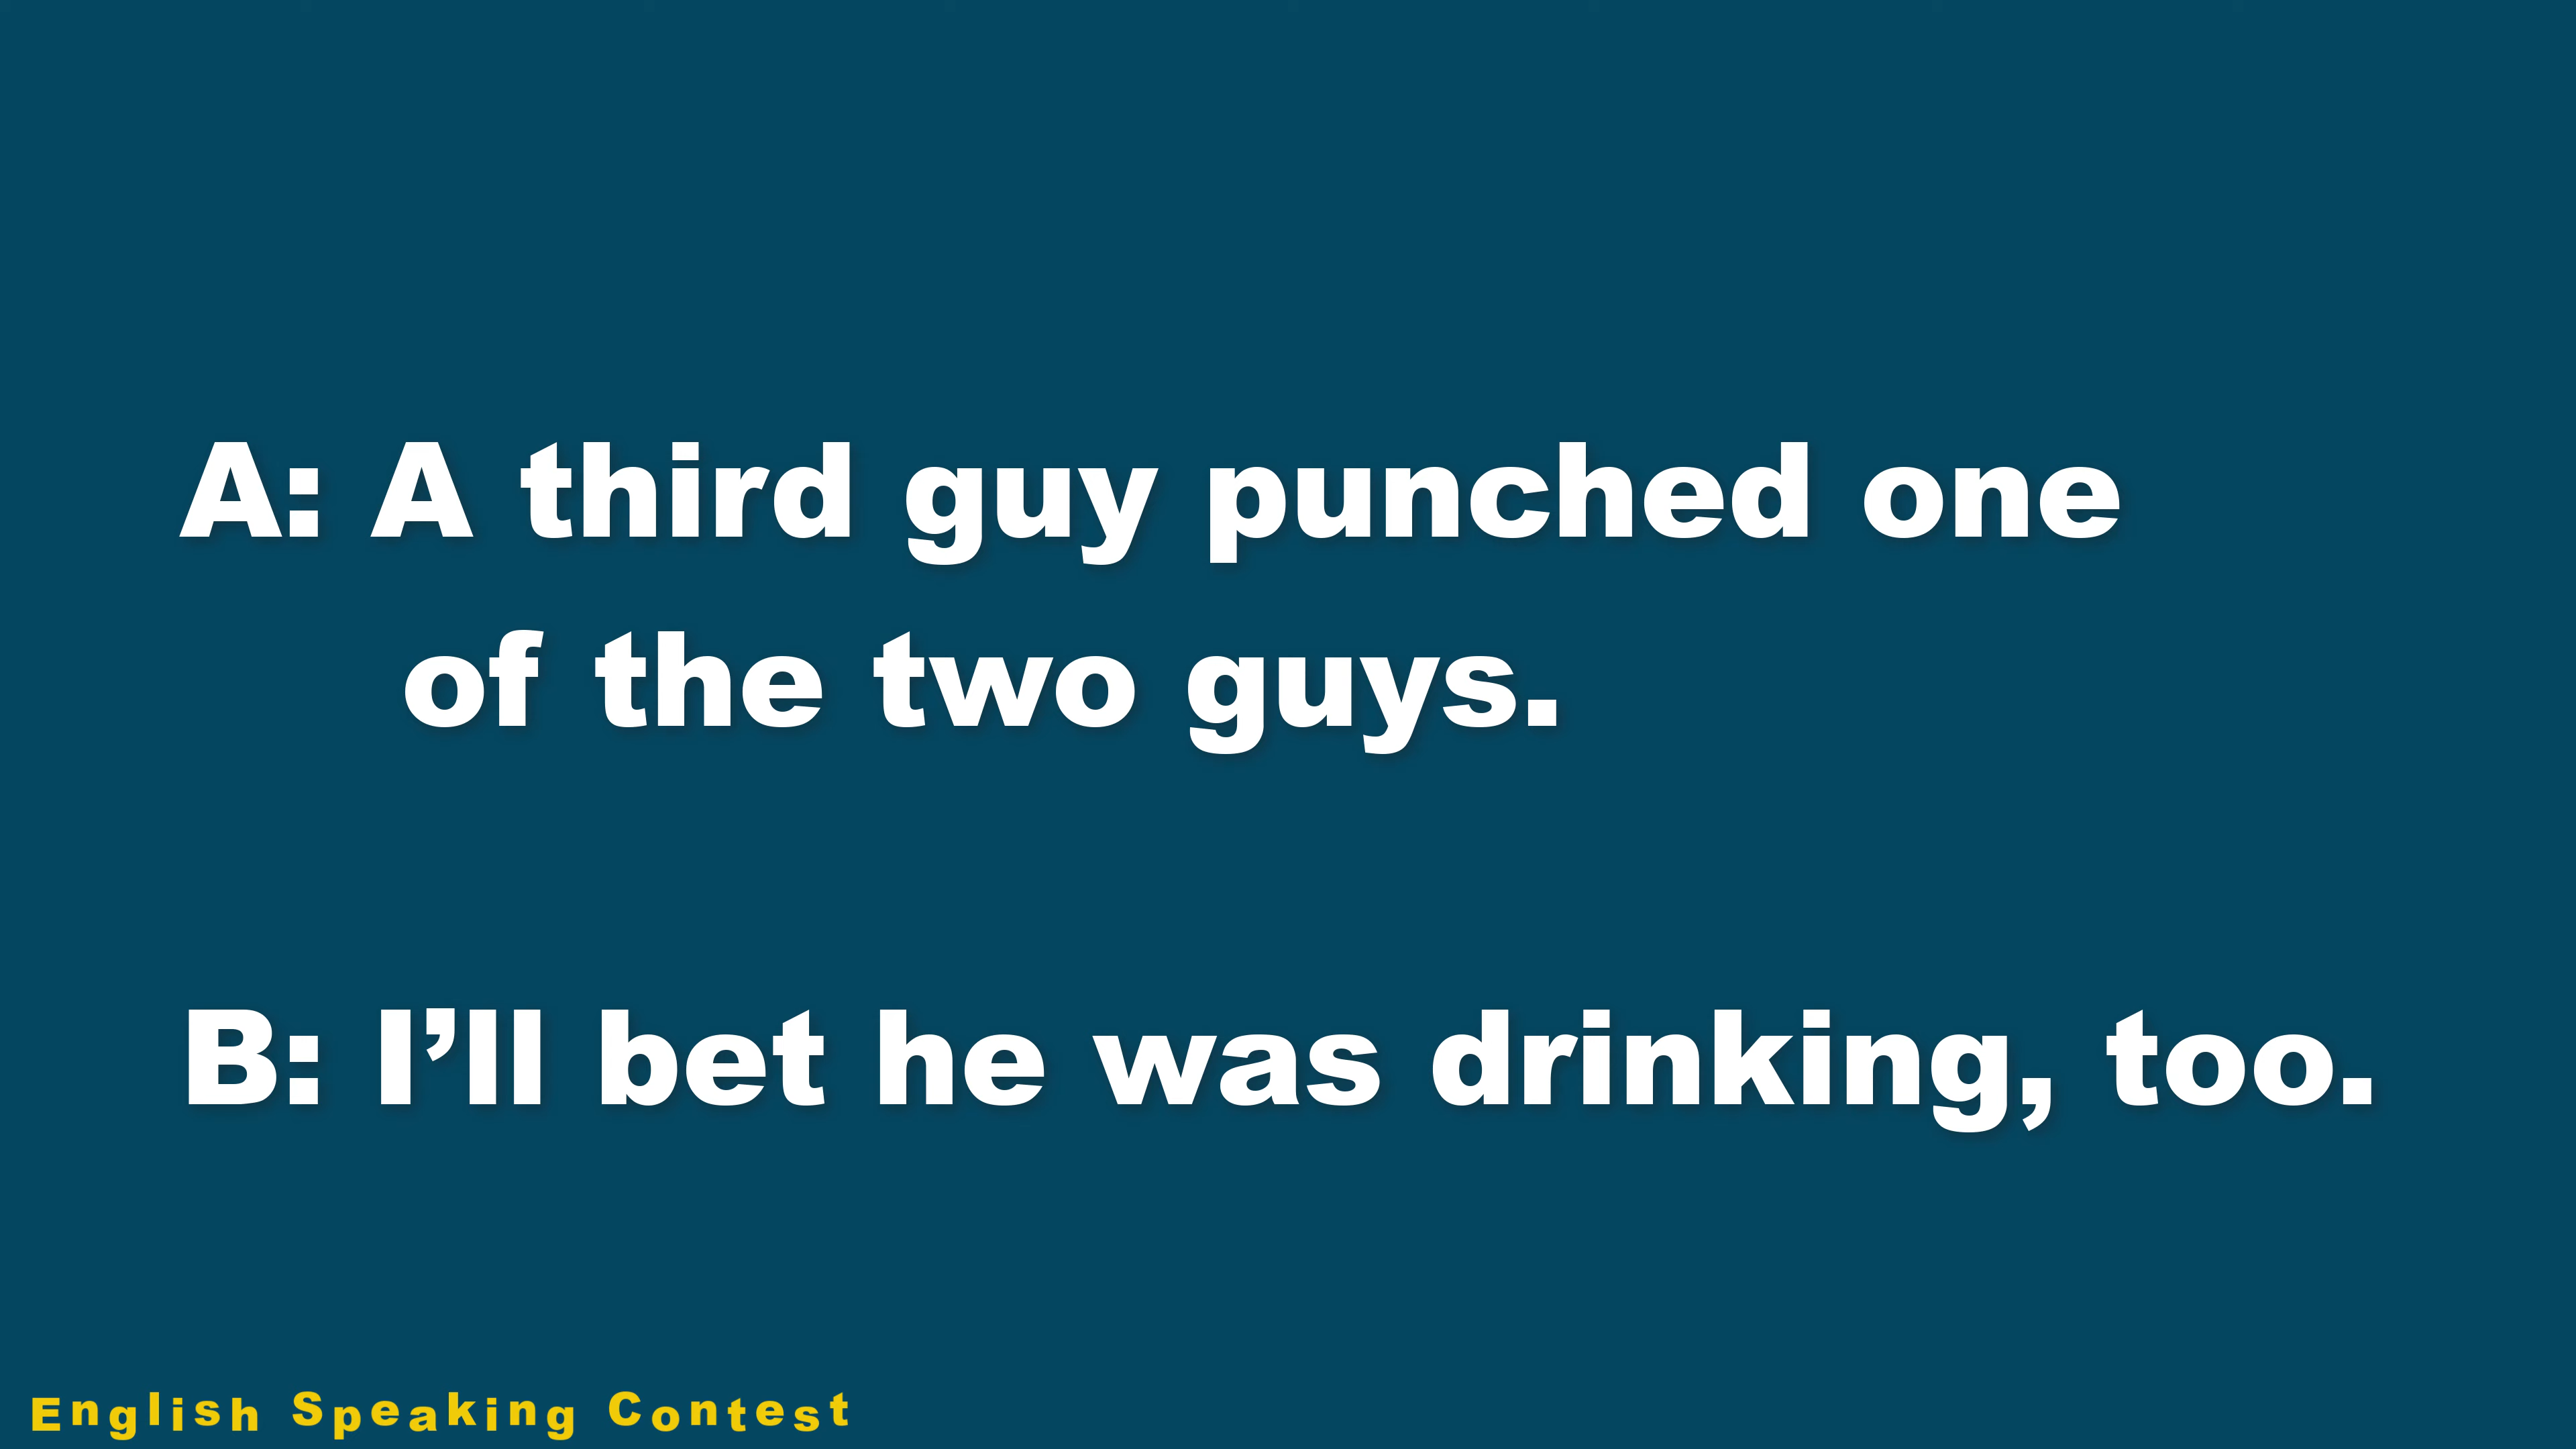 A: A third guy punched one
of the two guys.
B: I’ll bet he was drinking, too.
English Speaking Contest